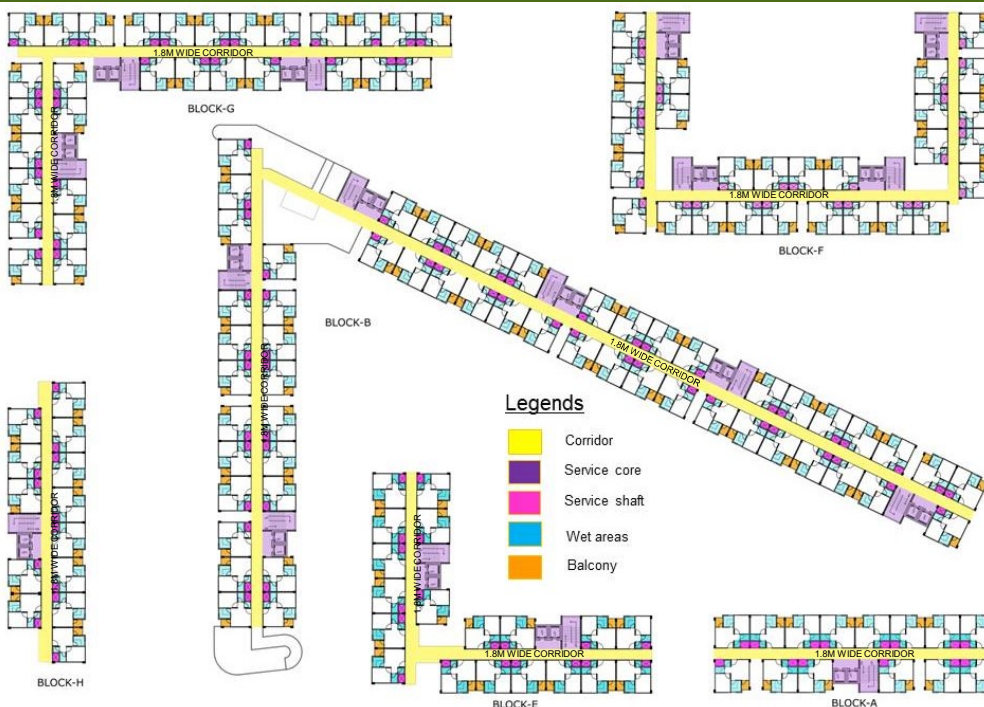 1.8M WIDE CORRIDOR
1.8M WIDE CORRIDOR
BLOCK-G
1.8M WIDE CORRIDOR
BLOCK-F
1.8M WIDE CORRIDOR
1.8M WIDE CORRIDOR
BLOCK-B
Legends
Corridor
Service core
Service shaft
Wet areas
Balcony
1.8M WIDE CORRIDOR
BLOCK-H
1.8M WIDE CORRIDOR
1.8M WIDE CORRIDOR
BLOCK-E
1.8M WIDE CORRIDOR
BLOCK-A